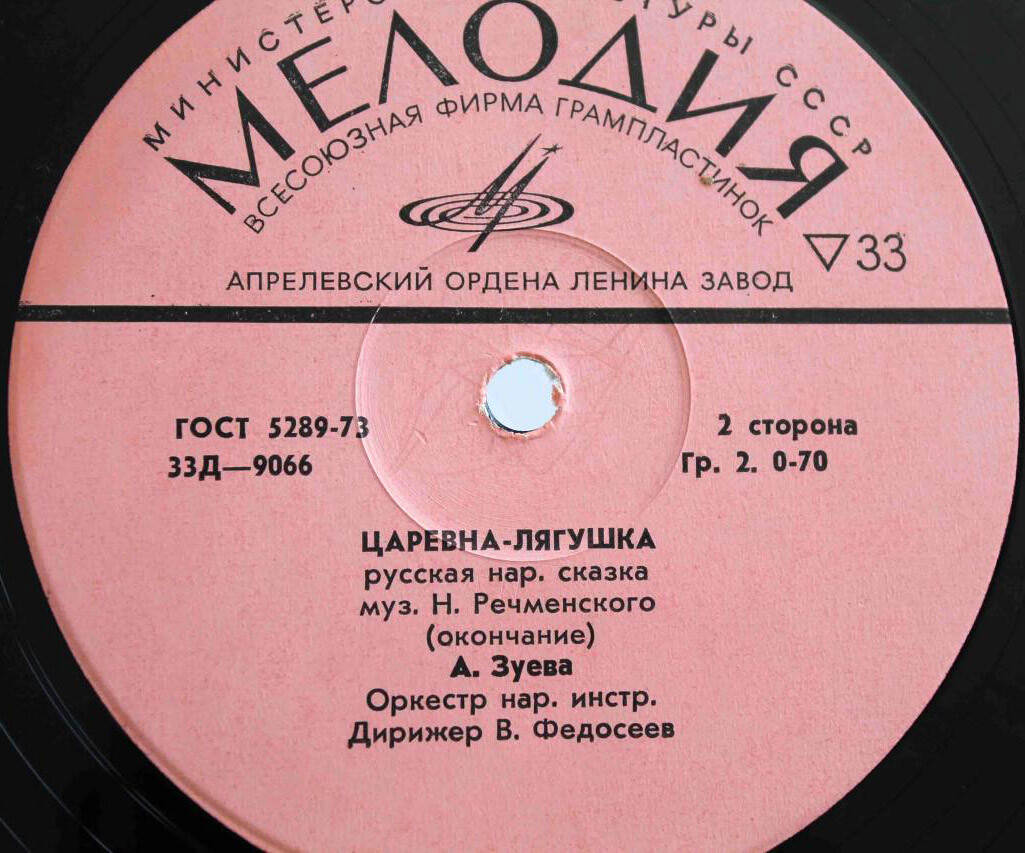 МИНИСТЕР ТУРЫ СССР
МЕЛОДИЯ
ВСЕСОЮЗНАЯ ФИРМА ГРАМПЛАСТИНОК
▽33
АПРЕЛЕВСКИЙ ОРДЕНА ЛЕНИНА ЗАВОД
ГОСТ 5289-73
2 сторона
33Д—9066
Гр. 2. 0-70
ЦАРЕВНА-ЛЯГУШКА
русская нар. сказка
муз. Н. Речменского
(окончание)
А. Зуева
Оркестр нар. инстр.
Дирижер В. Федосеев